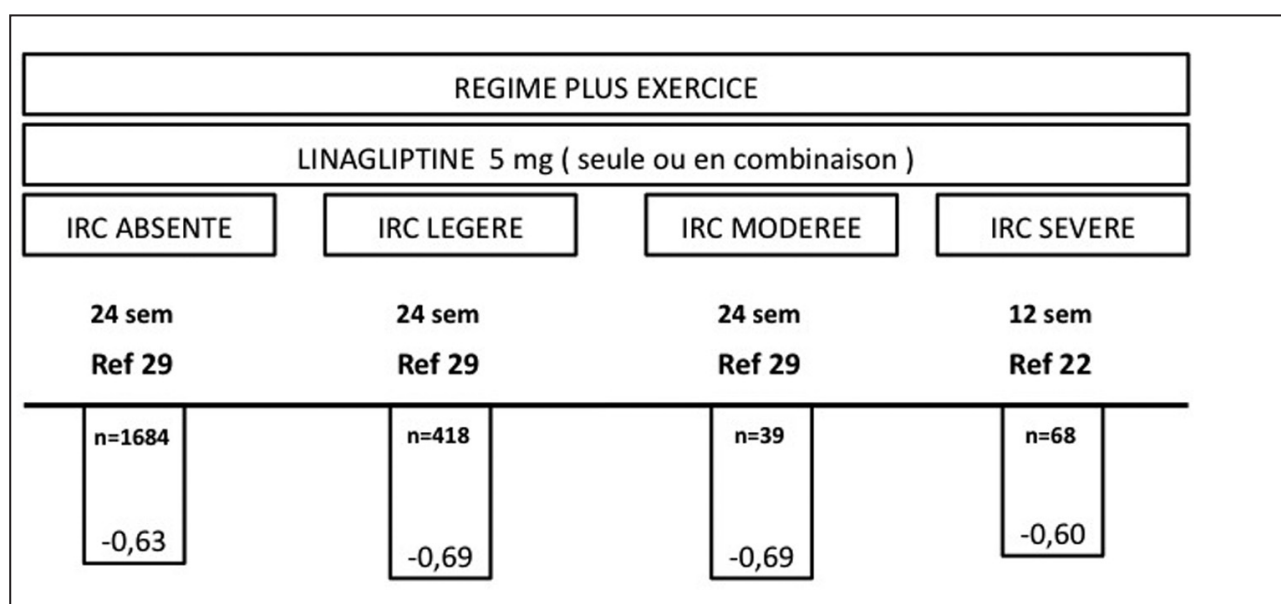 REGIME PLUS EXERCICE
LINAGLIPTINE 5 mg ( seule ou en combinaison )
IRC ABSENTE IRC LEGERE IRC MODEREE IRC SEVERE
24 sem 24 sem 24 sem 12 sem
Ref 29 Ref 29 Ref 29 Ref 22
n=1684 n=418 n=39 n=68
-0,63 -0,69 -0,69 -0,60